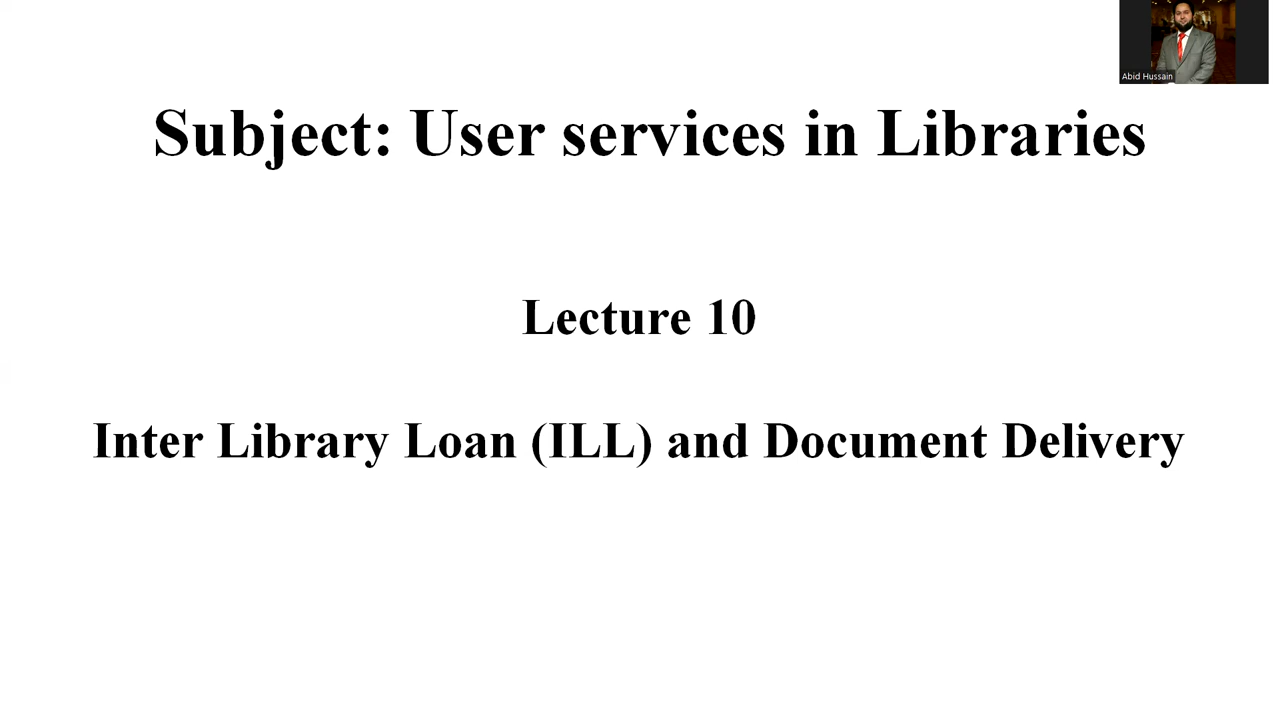 Abid Hussain
Subject: User services in Libraries
Lecture 10
Inter Library Loan (ILL) and Document Delivery